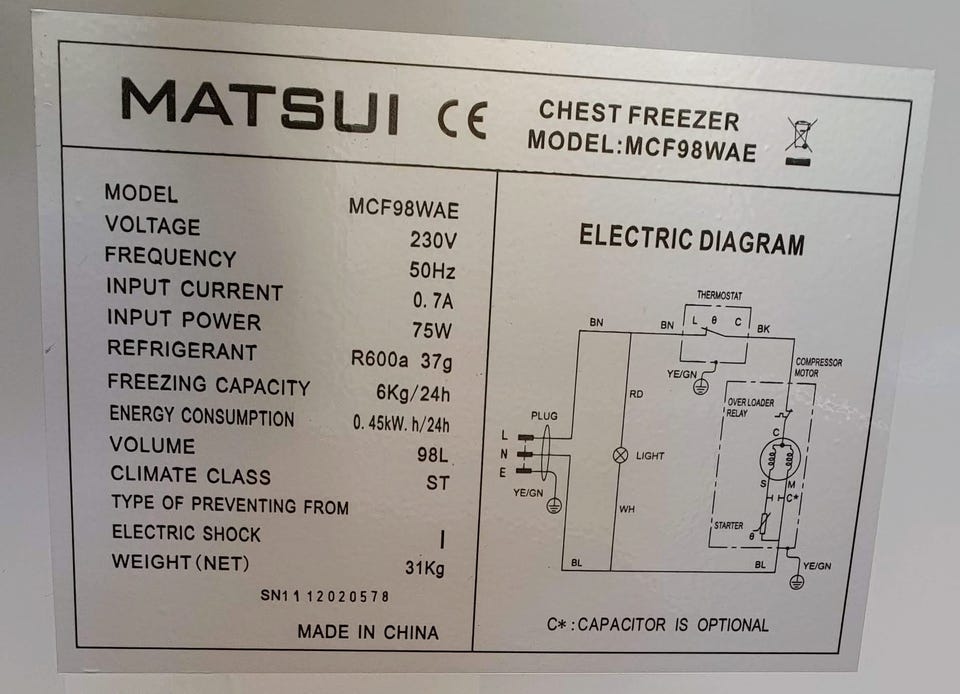 MATSUI CE
CHEST FREEZER
MODEL:MCF98WAE
MODEL MCF98WAE
VOLTAGE 230V
FREQUENCY 50Hz
INPUT CURRENT 0.7A
INPUT POWER 75W
REFRIGERANT R600a 37g
FREEZING CAPACITY 6Kg/24h
ENERGY CONSUMPTION 0.45kW.h/24h
VOLUME 98L
CLIMATE CLASS ST
TYPE OF PREVENTING FROM
ELECTRIC SHOCK I
WEIGHT(NET) 31Kg
SN1112020578
MADE IN CHINA
ELECTRIC DIAGRAM
THERMOSTAT
BN
BN
L θ C
BK
YE/GN
COMPRESSOR
MOTOR
RD
OVER LOADER
RELAY
PLUG
L
N
E
YE/GN
LIGHT
C
S M
C*
WH
STARTER
θ
BL
BL
YE/GN
C*:CAPACITOR IS OPTIONAL